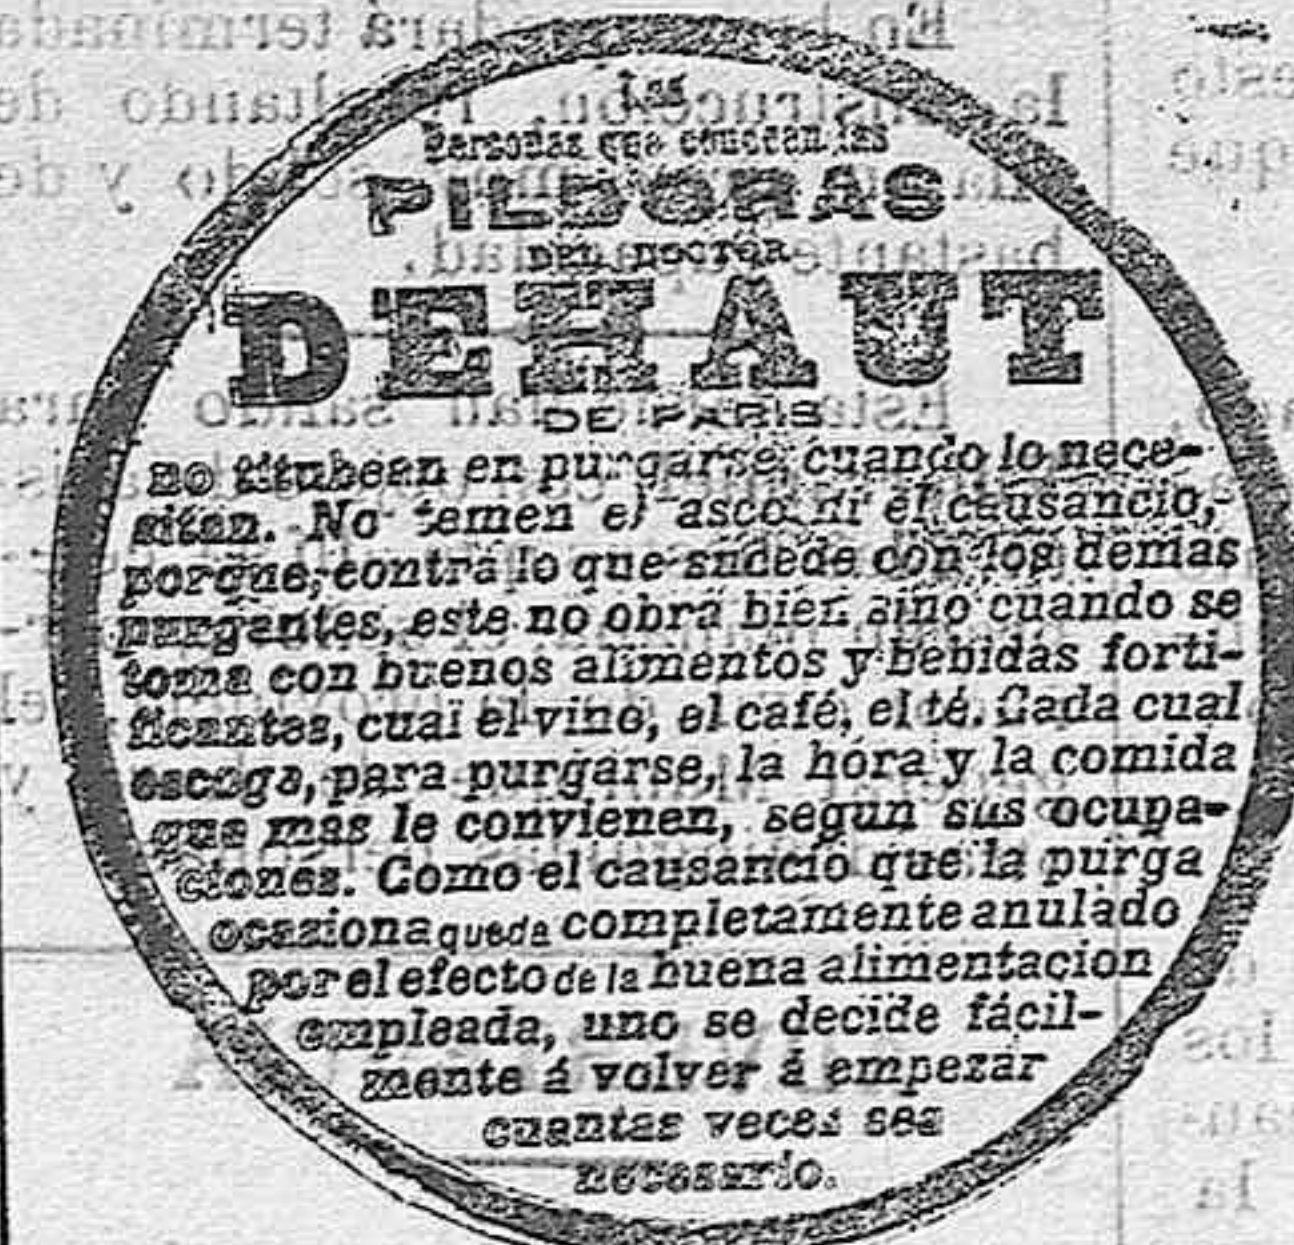 Las
Personas que conocen las
PILDORAS
DEL DOCTOR
DEHAUT
DE PARIS
no titubean en purgarse, cuando lo nece-
sitan. No temen el asco ni el causancio,
porque, contra lo que sudede con los demas
purgantes, este no obra bien sino cuando se
toma con buenos alimentos y bebidas forti-
ficantes, cual el vino, el café, el té. Cada cual
escoge, para purgarse, la hora y la comida
que mas le convienen, segun sus ocupa-
ciones. Como el causancio que la purga
ocasiona queda completamente anulado
por el efecto de la buena alimentacion
empleada, uno se decide fácil-
mente á volver á empezar
cuantas veces sea
necesario.